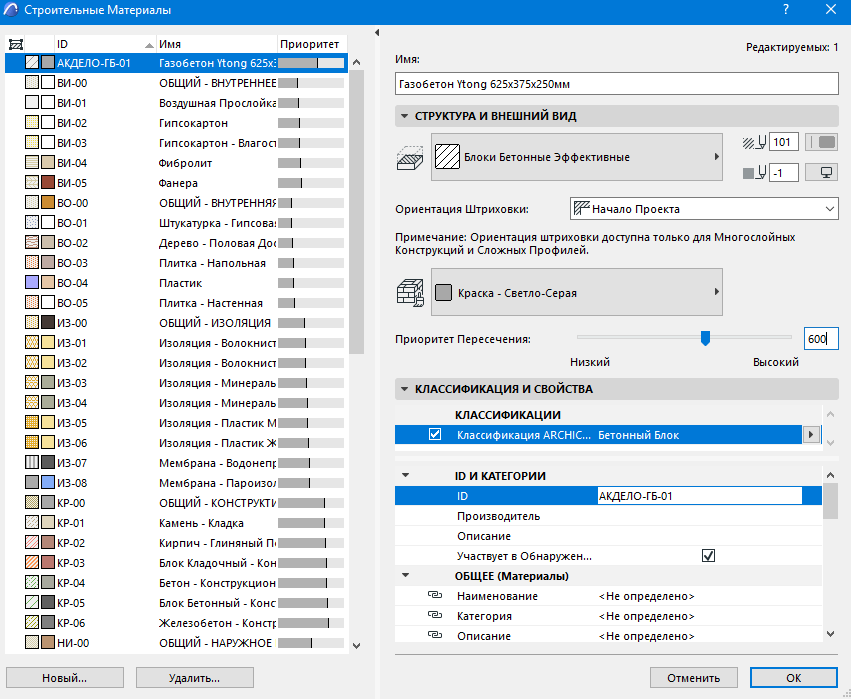 Строительные Материалы
ID Имя Приоритет
АКДЕЛО-ГБ-01 Газобетон Ytong 625x3
ВИ-00 ОБЩИЙ - ВНУТРЕННЕЕ
ВИ-01 Воздушная Прослойка
ВИ-02 Гипсокартон
ВИ-03 Гипсокартон - Влагост
ВИ-04 Фибролит
ВИ-05 Фанера
ВО-00 ОБЩИЙ - ВНУТРЕННЯЯ
ВО-01 Штукатурка - Гипсовая
ВО-02 Дерево - Половая Дос
ВО-03 Плитка - Напольная
ВО-04 Пластик
ВО-05 Плитка - Настенная
ИЗ-00 ОБЩИЙ - ИЗОЛЯЦИЯ
ИЗ-01 Изоляция - Волокнист
ИЗ-02 Изоляция - Волокнист
ИЗ-03 Изоляция - Минераль
ИЗ-04 Изоляция - Минераль
ИЗ-05 Изоляция - Пластик М
ИЗ-06 Изоляция - Пластик Ж
ИЗ-07 Мембрана - Водонепр
ИЗ-08 Мембрана - Пароизол
КР-00 ОБЩИЙ - КОНСТРУКТИ
КР-01 Камень - Кладка
КР-02 Кирпич - Глиняный По
КР-03 Блок Кладочный - Кон
КР-04 Бетон - Конструкцион
КР-05 Блок Бетонный - Конс
КР-06 Железобетон - Констр
НИ-00 ОБЩИЙ - НАРУЖНОЕ
Новый...
Удалить...
Редактируемых: 1
Имя:
Газобетон Ytong 625x375x250мм
СТРУКТУРА И ВНЕШНИЙ ВИД
Блоки Бетонные Эффективные
101
-1
Ориентация Штриховки:
Начало Проекта
Примечание: Ориентация штриховки доступна только для Многослойных
Конструкций и Сложных Профилей.
Краска - Светло-Серая
Приоритет Пересечения:
600
Низкий Высокий
КЛАССИФИКАЦИЯ И СВОЙСТВА
КЛАССИФИКАЦИИ
Классификация ARCHIC... Бетонный Блок
ID И КАТЕГОРИИ
ID АКДЕЛО-ГБ-01
Производитель
Описание
Участвует в Обнаружен...
ОБЩЕЕ (Материалы)
Наименование <Не определено>
Категория <Не определено>
Описание <Не определено>
Отменить
ОК